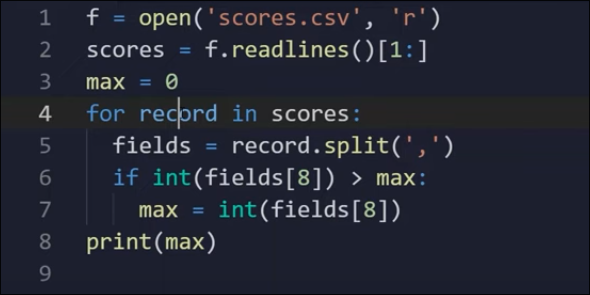 1 f = open('scores.csv', 'r')
2 scores = f.readlines()[1:]
3 max = 0
4 for record in scores:
5   fields = record.split(',')
6   if int(fields[8]) > max:
7     max = int(fields[8])
8 print(max)
9